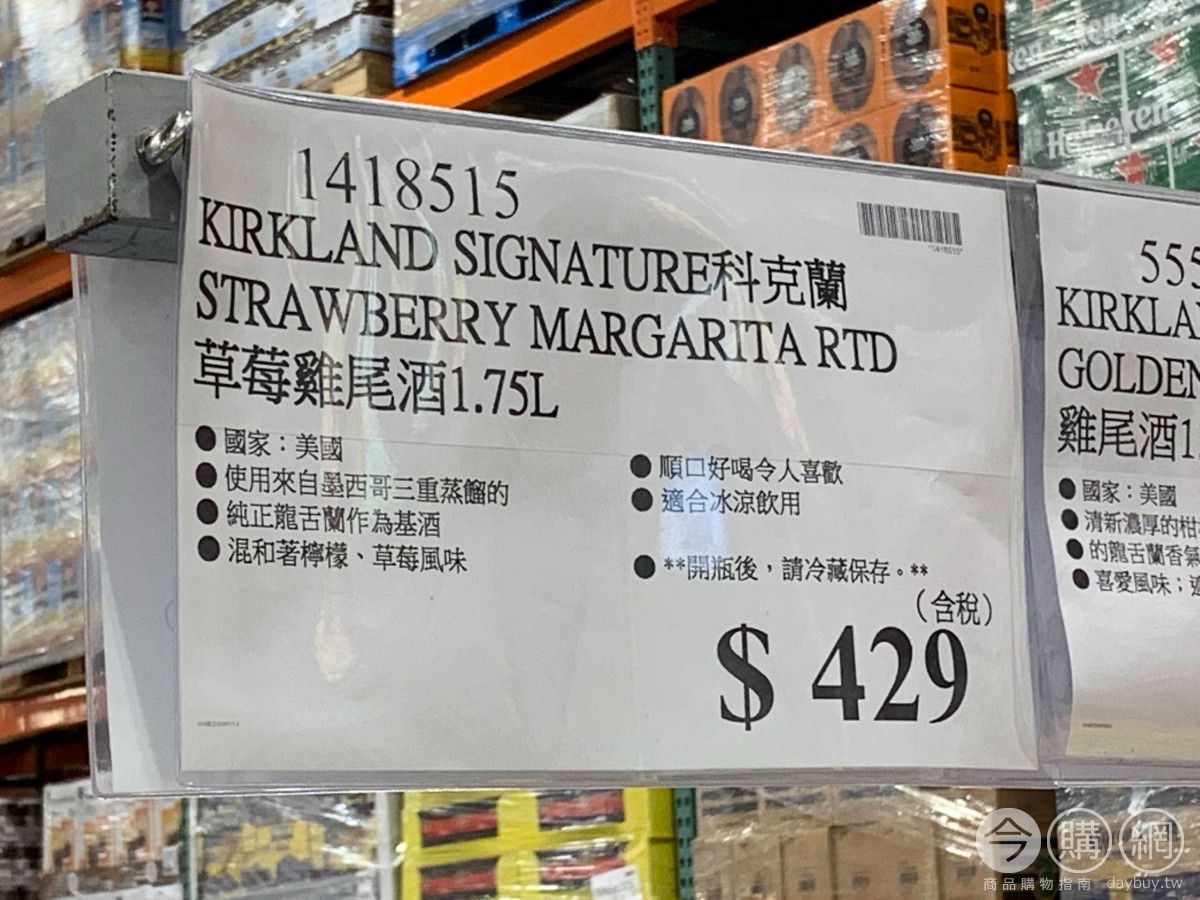 1418515
KIRKLAND SIGNATURE科克蘭
STRAWBERRY MARGARITA RTD
草莓雞尾酒1.75L
●國家：美國
●使用來自墨西哥三重蒸餾的
●純正龍舌蘭作為基酒
●混和著檸檬、草莓風味
●順口好喝令人喜歡
●適合冰涼飲用
●**開瓶後，請冷藏保存。**
（含稅）
$ 429
555
KIRKLA
GOLDEN
雞尾酒1.
●國家：美國
●清新濃厚的柑
●的龍舌蘭香氣
●喜愛風味；適
Heineken
今購網
商品購物指南 daybuy.tw